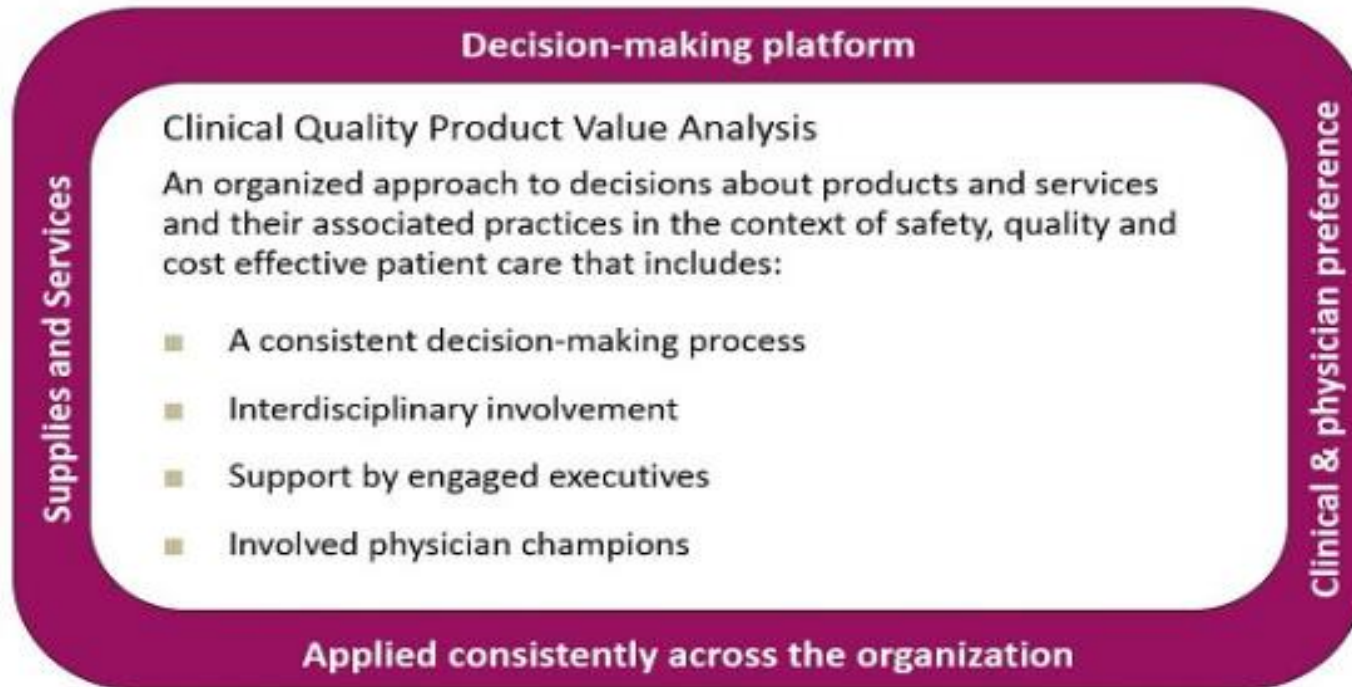 Decision-making platform
Supplies and Services
Clinical Quality Product Value Analysis
An organized approach to decisions about products and services
and their associated practices in the context of safety, quality and
cost effective patient care that includes:
A consistent decision-making process
Interdisciplinary involvement
Support by engaged executives
Involved physician champions
Clinical & physician preference
Applied consistently across the organization